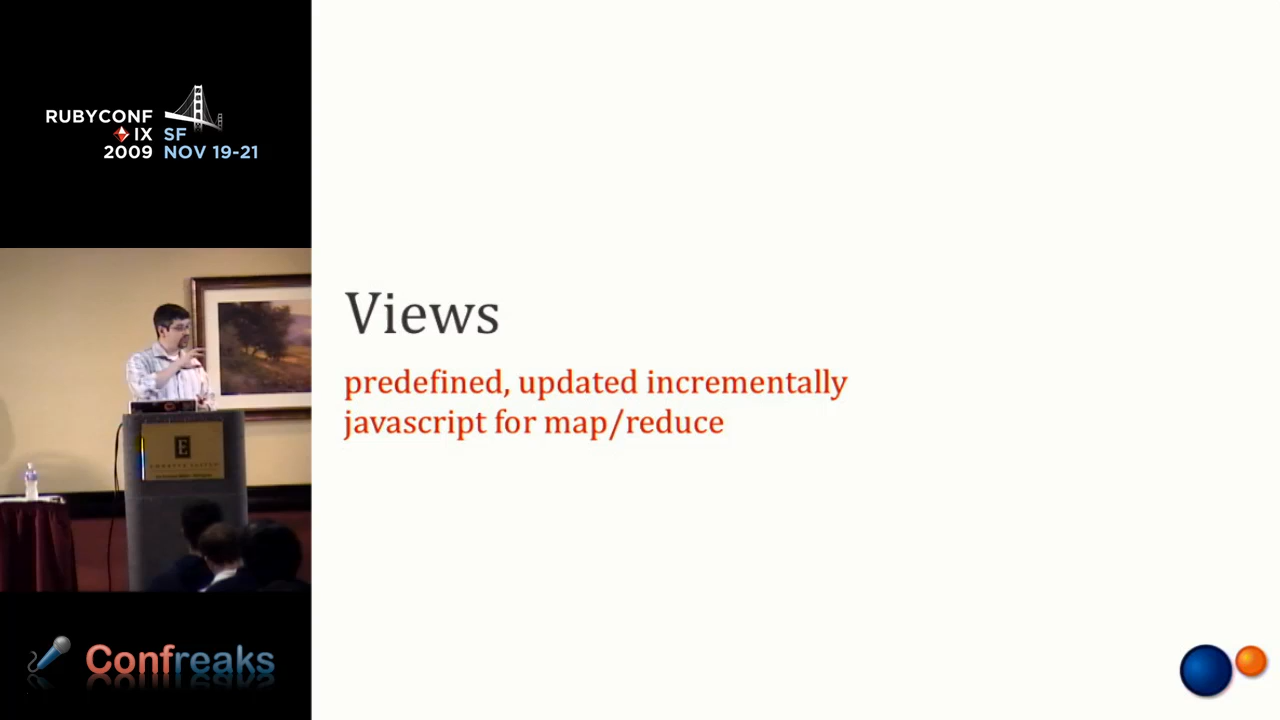 RUBYCONF
IX SF
2009 NOV 19-21
Views
predefined, updated incrementally
javascript for map/reduce
E
Confreaks